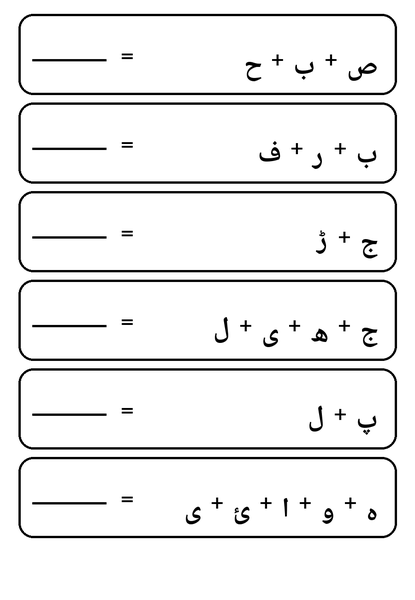 ص + ب + ح = ______
ب + ر + ف = ______
ج + ڑ = ______
ج + ھ + ی + ل = ______
پ + ل = ______
ہ + و + ا + ئ + ی = ______